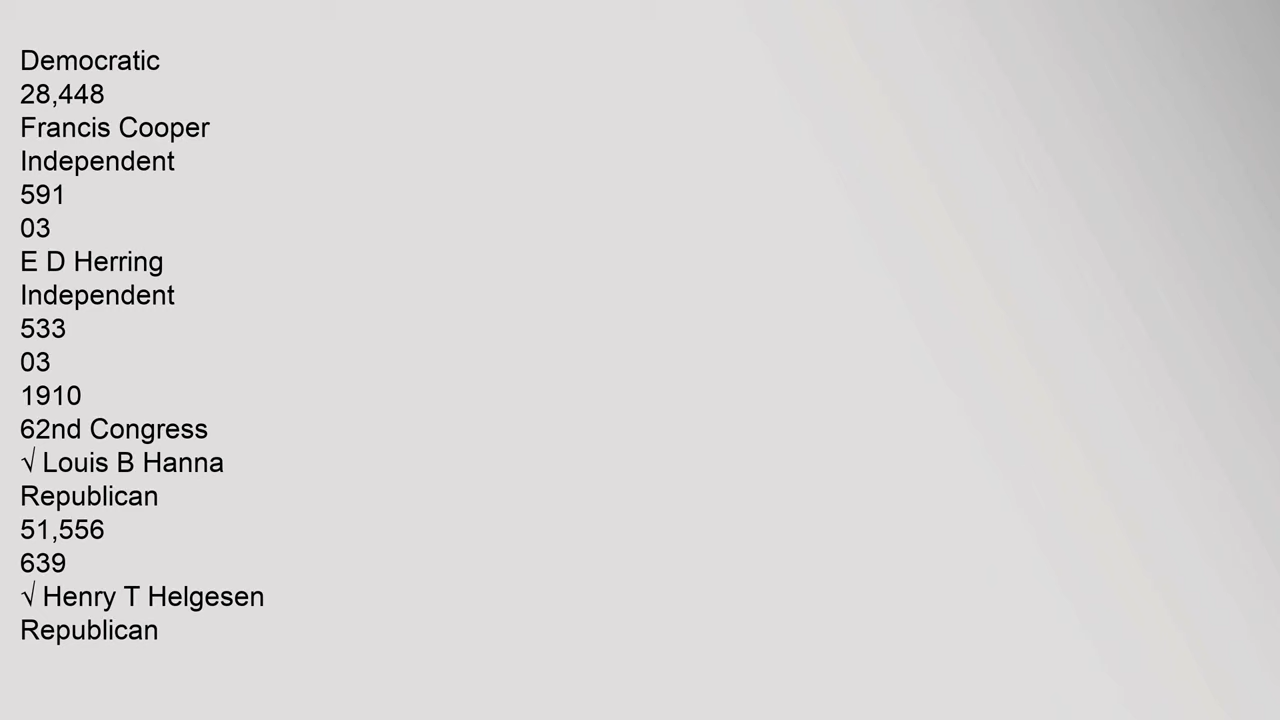 Democratic
28,448
Francis Cooper
Independent
591
03
E D Herring
Independent
533
03
1910
62nd Congress
√ Louis B Hanna
Republican
51,556
639
√ Henry T Helgesen
Republican